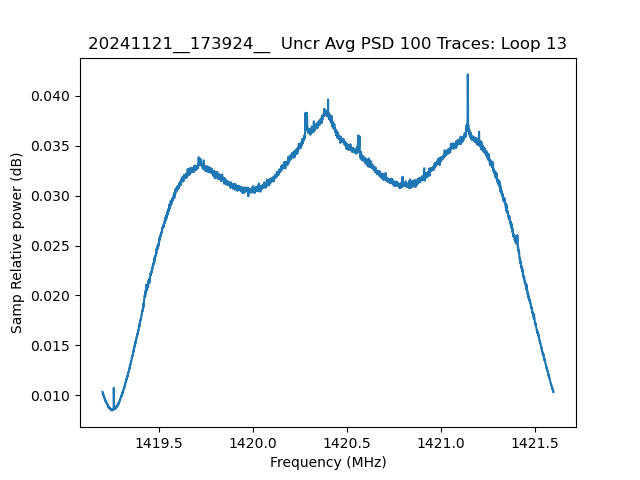 20241121__173924__  Uncr Avg PSD 100 Traces: Loop 13
Samp Relative power (dB)
0.040
0.035
0.030
0.025
0.020
0.015
0.010
1419.5 1420.0 1420.5 1421.0 1421.5
Frequency (MHz)